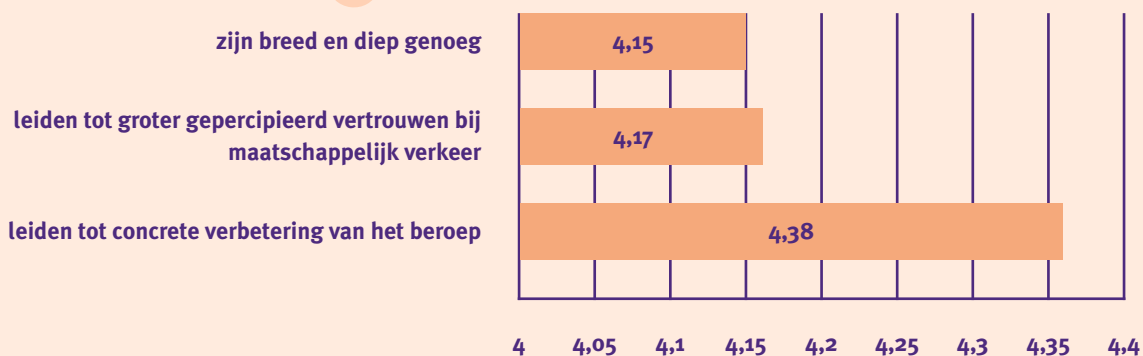 zijn breed en diep genoeg
4,15
leiden tot groter gepercipieerd vertrouwen bij
maatschappelijk verkeer
4,17
leiden tot concrete verbetering van het beroep
4,38
4 4,05 4,1 4,15 4,2 4,25 4,3 4,35 4,4